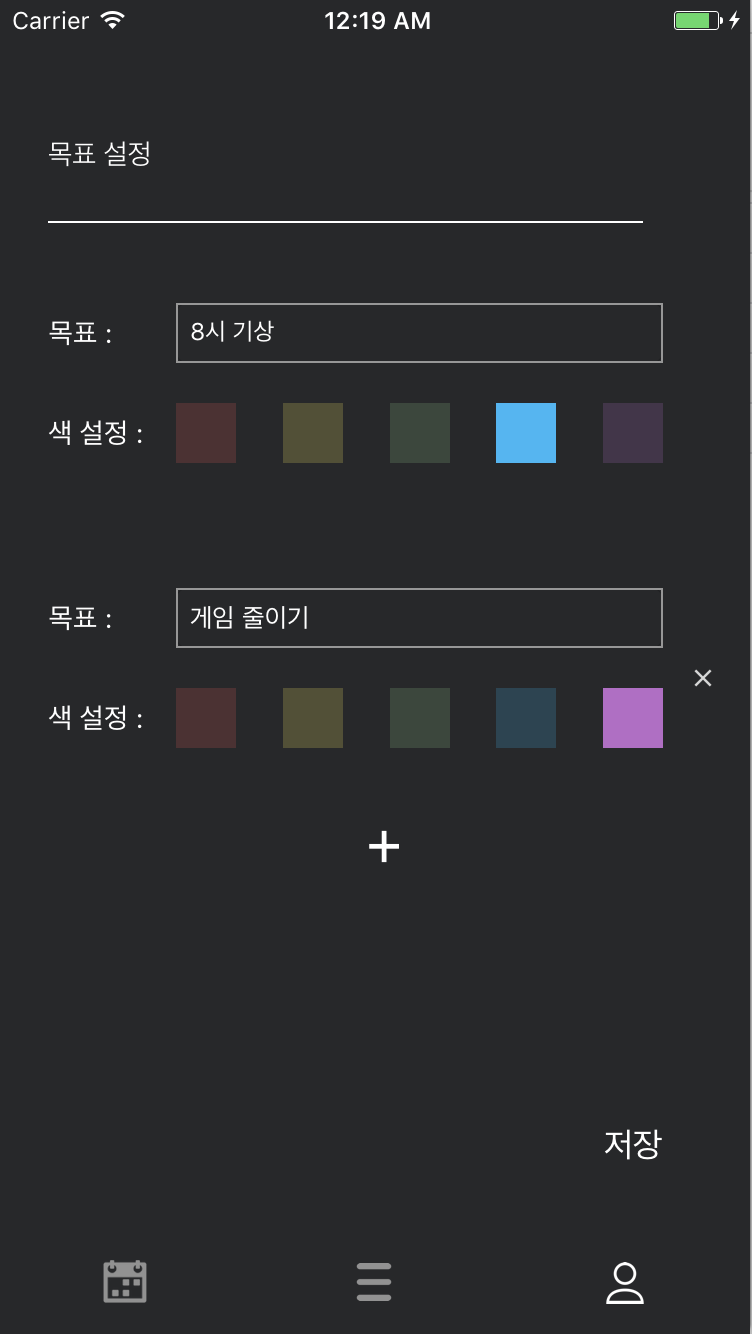 Carrier 12:19 AM
목표 설정
목표 : 8시 기상
색 설정 :
목표 : 게임 줄이기
색 설정 :
저장